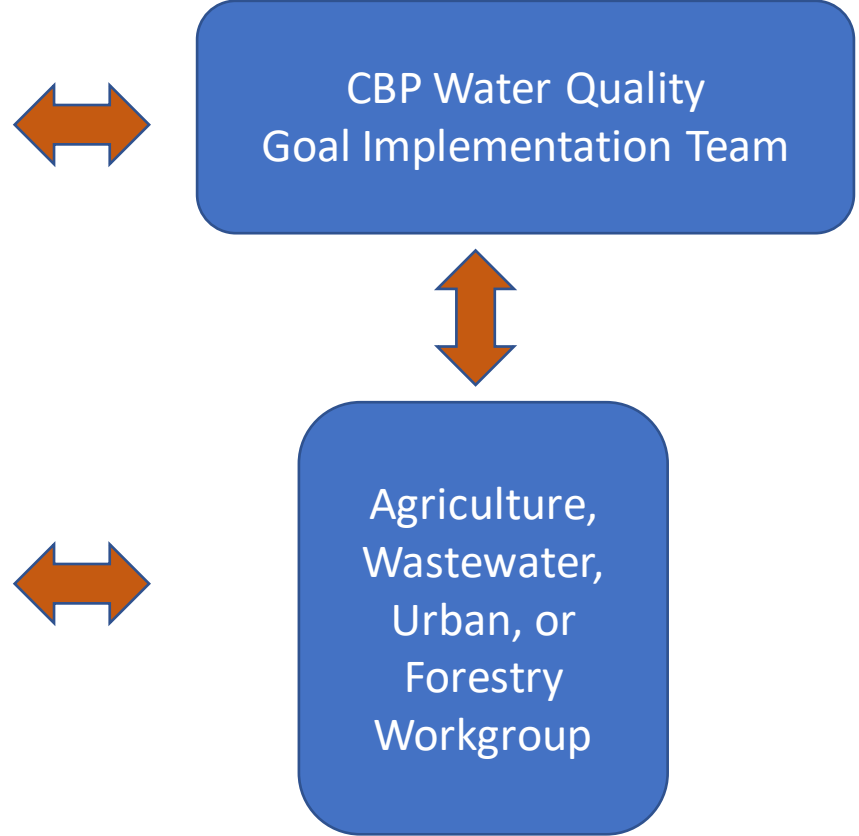 CBP Water Quality
Goal Implementation Team
Agriculture,
Wastewater,
Urban, or
Forestry
Workgroup